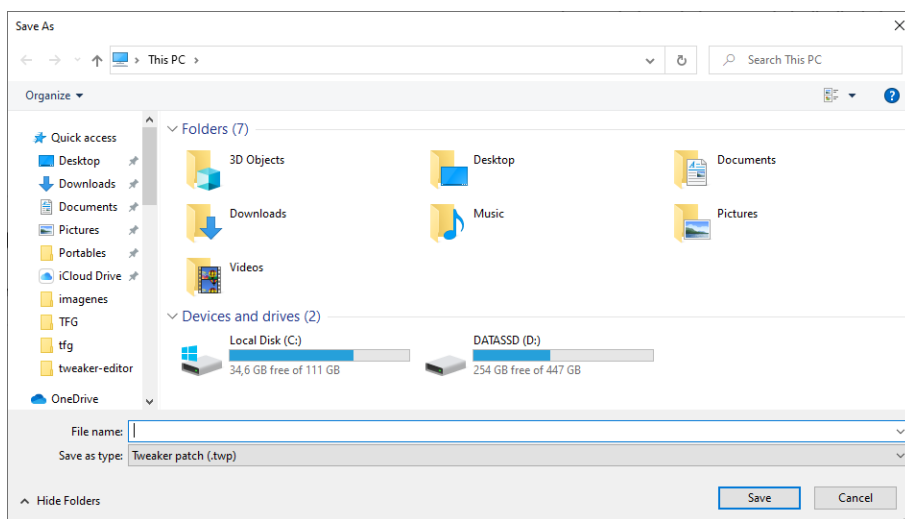 Save As
This PC
Search This PC
Organize
Quick access
Desktop
Downloads
Documents
Pictures
Portables
iCloud Drive
imagenes
TFG
tfg
tweaker-editor
OneDrive
Folders (7)
3D Objects
Desktop
Documents
Downloads
Music
Pictures
Videos
Devices and drives (2)
Local Disk (C:)
34,6 GB free of 111 GB
DATASSD (D:)
254 GB free of 447 GB
File name:
Save as type: Tweaker patch (.twp)
Hide Folders
Save
Cancel